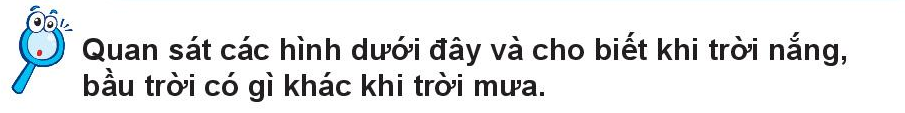 Quan sát các hình dưới đây và cho biết khi trời nắng,
bầu trời có gì khác khi trời mưa.